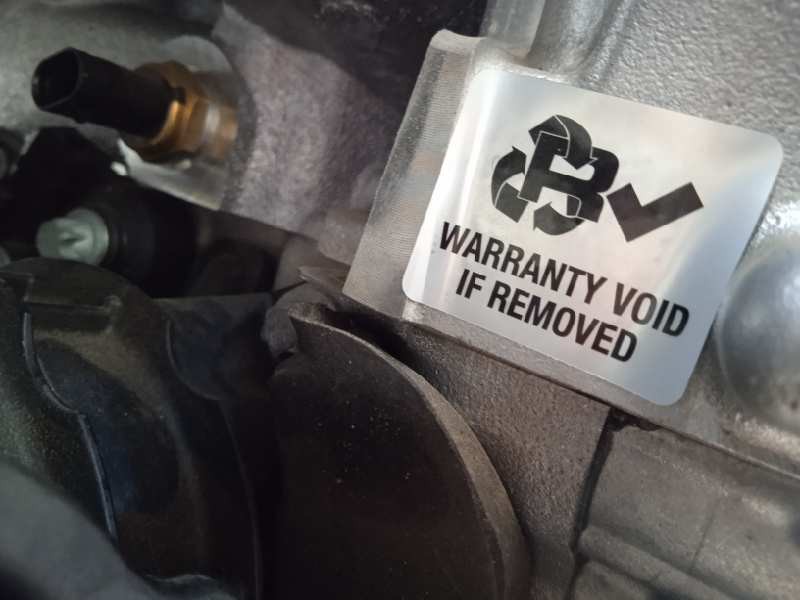 R
WARRANTY VOID
IF REMOVED